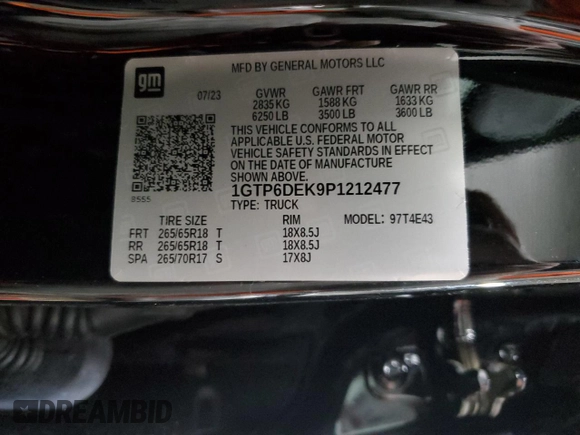 gm
MFD BY GENERAL MOTORS LLC
07/23 GVWR GAWR FRT GAWR RR
2835 KG 1588 KG 1633 KG
6250 LB 3500 LB 3600 LB
THIS VEHICLE CONFORMS TO ALL
APPLICABLE U.S. FEDERAL MOTOR
VEHICLE SAFETY STANDARDS IN EFFECT
ON THE DATE OF MANUFACTURE
SHOWN ABOVE.
8555
1GTP6DEK9P1212477
TYPE: TRUCK
TIRE SIZE RIM MODEL: 97T4E43
FRT 265/65R18 T 18X8.5J
RR 265/65R18 T 18X8.5J
SPA 265/70R17 S 17X8J
DREAMBID